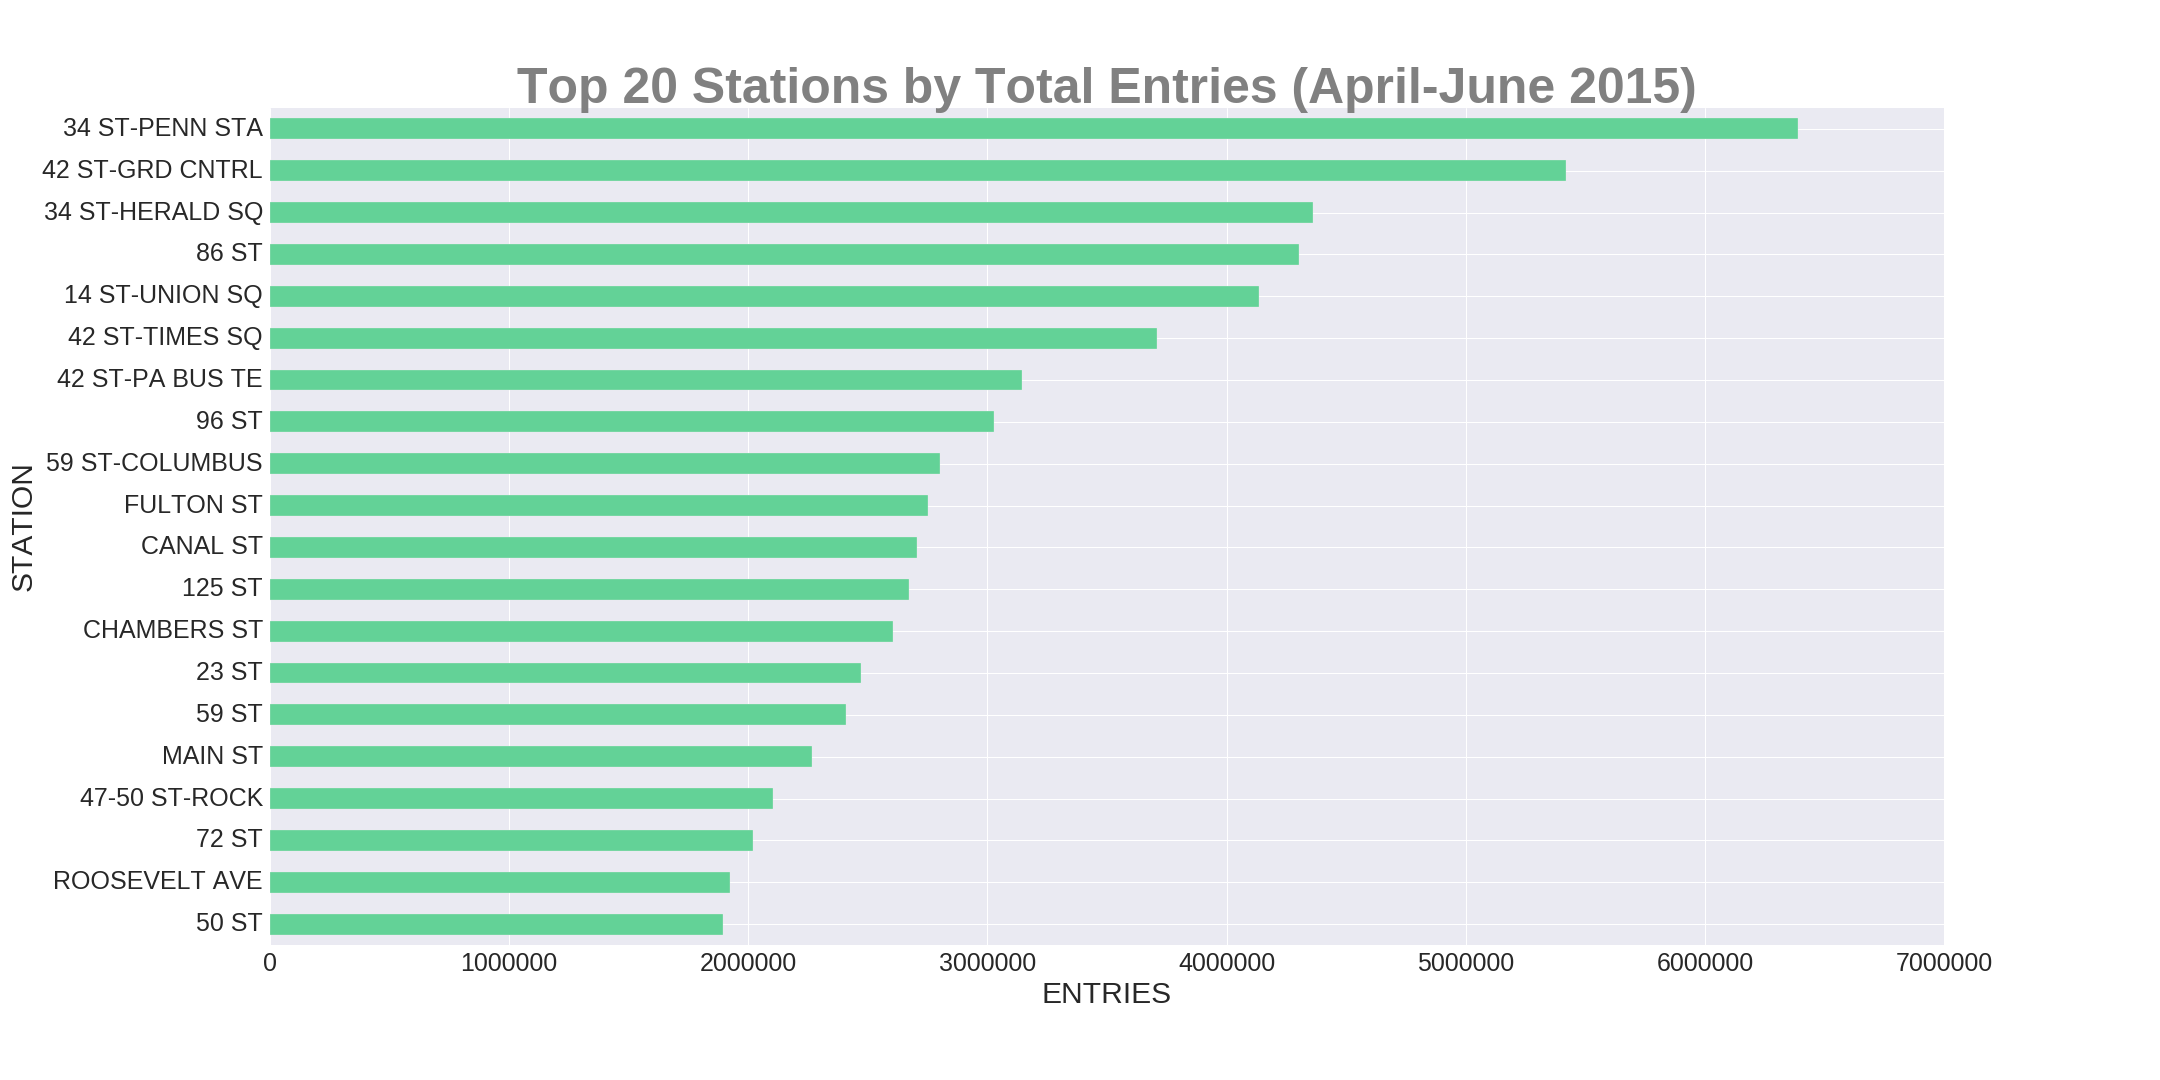 Top 20 Stations by Total Entries (April-June 2015)
34 ST-PENN STA
42 ST-GRD CNTRL
34 ST-HERALD SQ
86 ST
14 ST-UNION SQ
42 ST-TIMES SQ
42 ST-PA BUS TE
96 ST
59 ST-COLUMBUS
FULTON ST
CANAL ST
125 ST
CHAMBERS ST
23 ST
59 ST
MAIN ST
47-50 ST-ROCK
72 ST
ROOSEVELT AVE
50 ST
STATION
0 1000000 2000000 3000000 4000000 5000000 6000000 7000000
ENTRIES